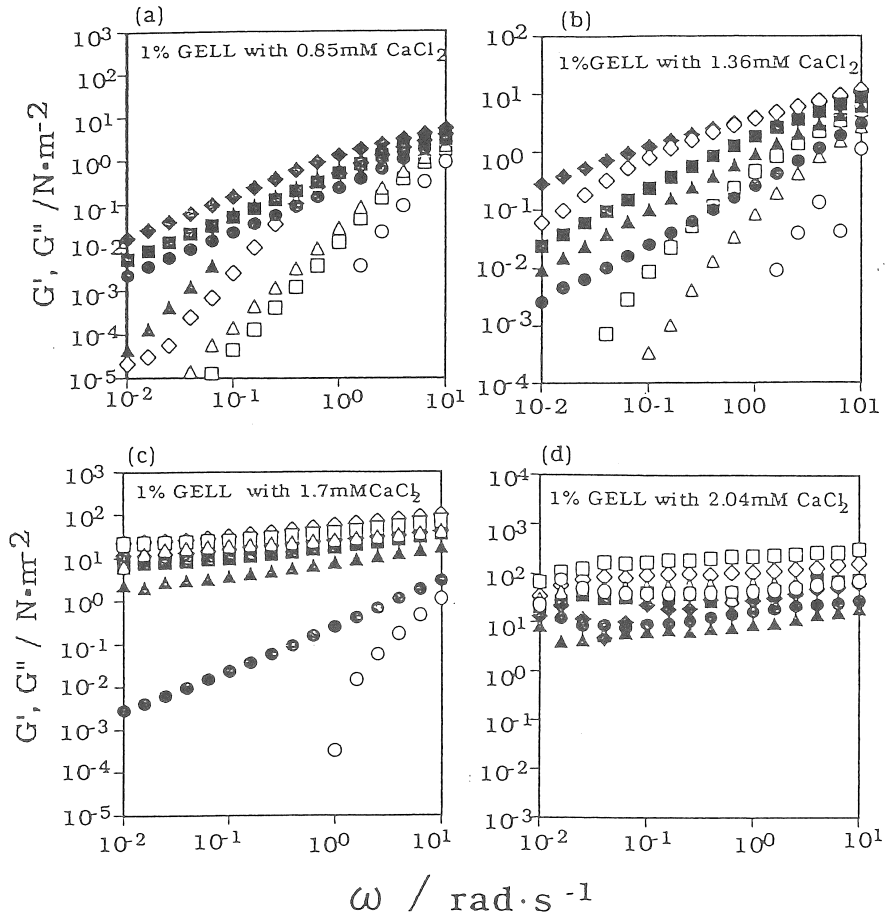 (a)
1% GELL with 0.85mM CaCl2
10^3
10^2
10^1
10^0
10^-1
10^-2
10^-3
10^-4
10^-5
10^-2 10^-1 10^0 10^1
G', G" /N·m^-2
(b)
1%GELL with 1.36mM CaCl2
10^2
10^1
10^0
10^-1
10^-2
10^-3
10^-4
10-2 10-1 100 101
(c)
1% GELL with 1.7mMCaCl2
10^3
10^2
10^1
10^0
10^-1
10^-2
10^-3
10^-4
10^-5
10^-2 10^-1 10^0 10^1
G', G" / N·m^-2
(d)
1% GELL with 2.04mM CaCl2
10^4
10^3
10^2
10^1
10^0
10^-1
10^-2
10^-3
10^-2 10^-1 10^0 10^1
ω / rad·s^-1